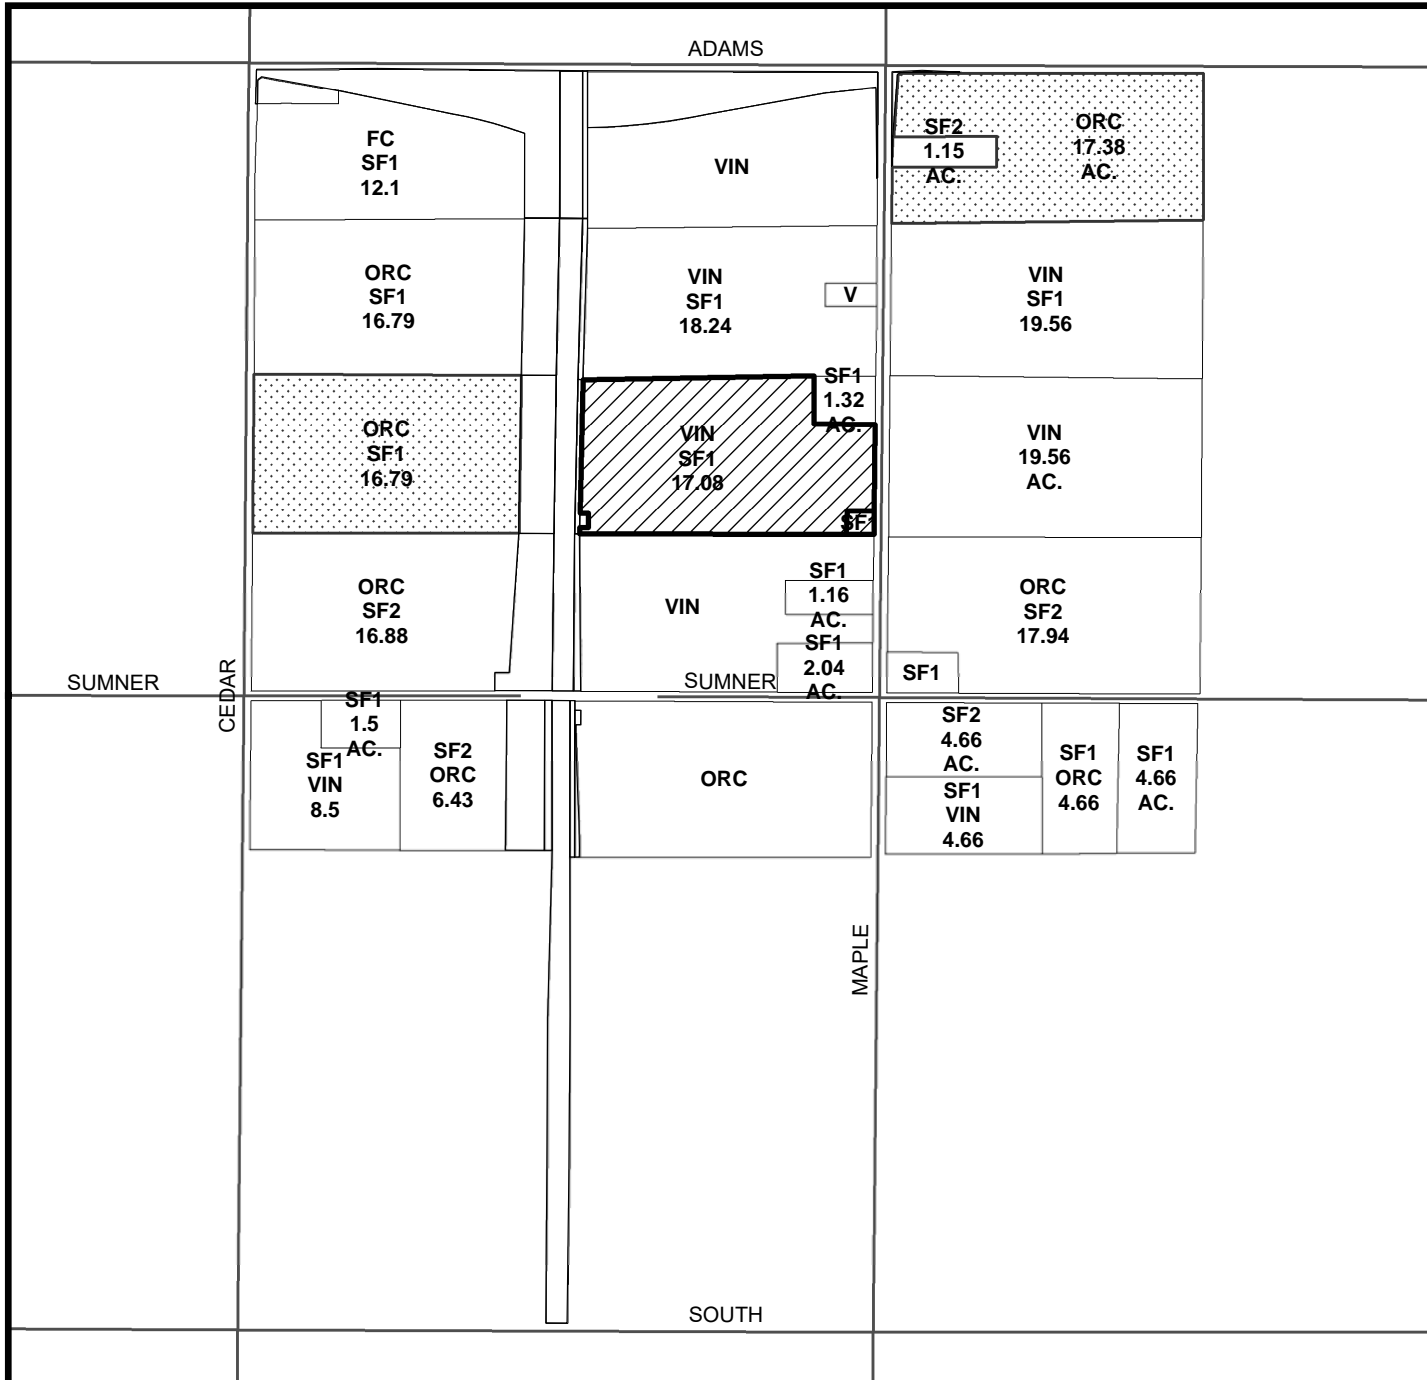 ADAMS
FC
SF1
12.1
VIN
SF2
1.15
AC.
ORC
17.38
AC.
ORC
SF1
16.79
VIN
SF1
18.24
V
VIN
SF1
19.56
ORC
SF1
16.79
VIN
SF1
17.08
SF1
1.32
AC.
SF1
VIN
19.56
AC.
ORC
SF2
16.88
VIN
SF1
1.16
AC.
SF1
2.04
AC.
ORC
SF2
17.94
SF1
SUMNER
CEDAR
SUMNER
SF1
1.5
AC.
SF1
VIN
8.5
SF2
ORC
6.43
ORC
SF2
4.66
AC.
SF1
VIN
4.66
SF1
ORC
4.66
SF1
4.66
AC.
MAPLE
SOUTH